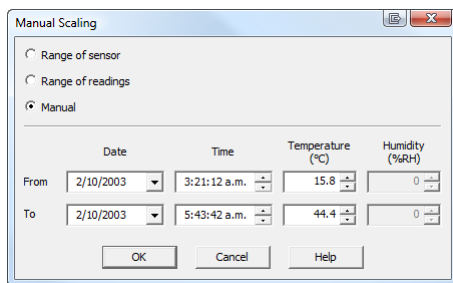 Manual Scaling
Range of sensor
Range of readings
Manual
Date Time Temperature (°C) Humidity (%RH)
From 2/10/2003 3:21:12 a.m. 15.8 0
To 2/10/2003 5:43:42 a.m. 44.4 0
OK Cancel Help